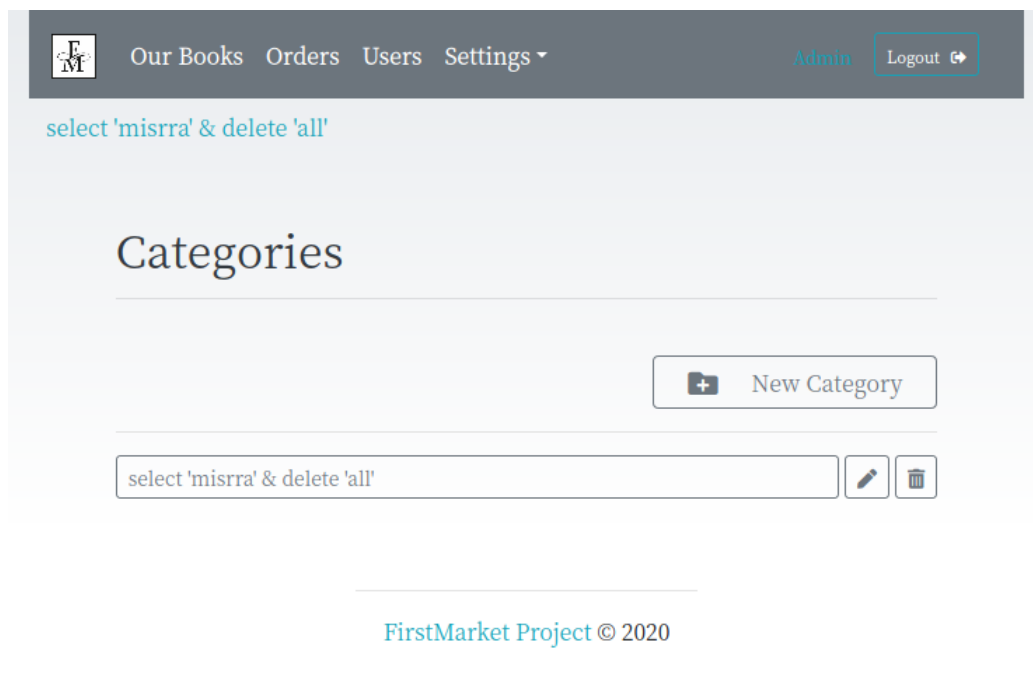 FM Our Books Orders Users Settings Admin Logout
select 'misrra' & delete 'all'
Categories
New Category
select 'misrra' & delete 'all'
FirstMarket Project © 2020